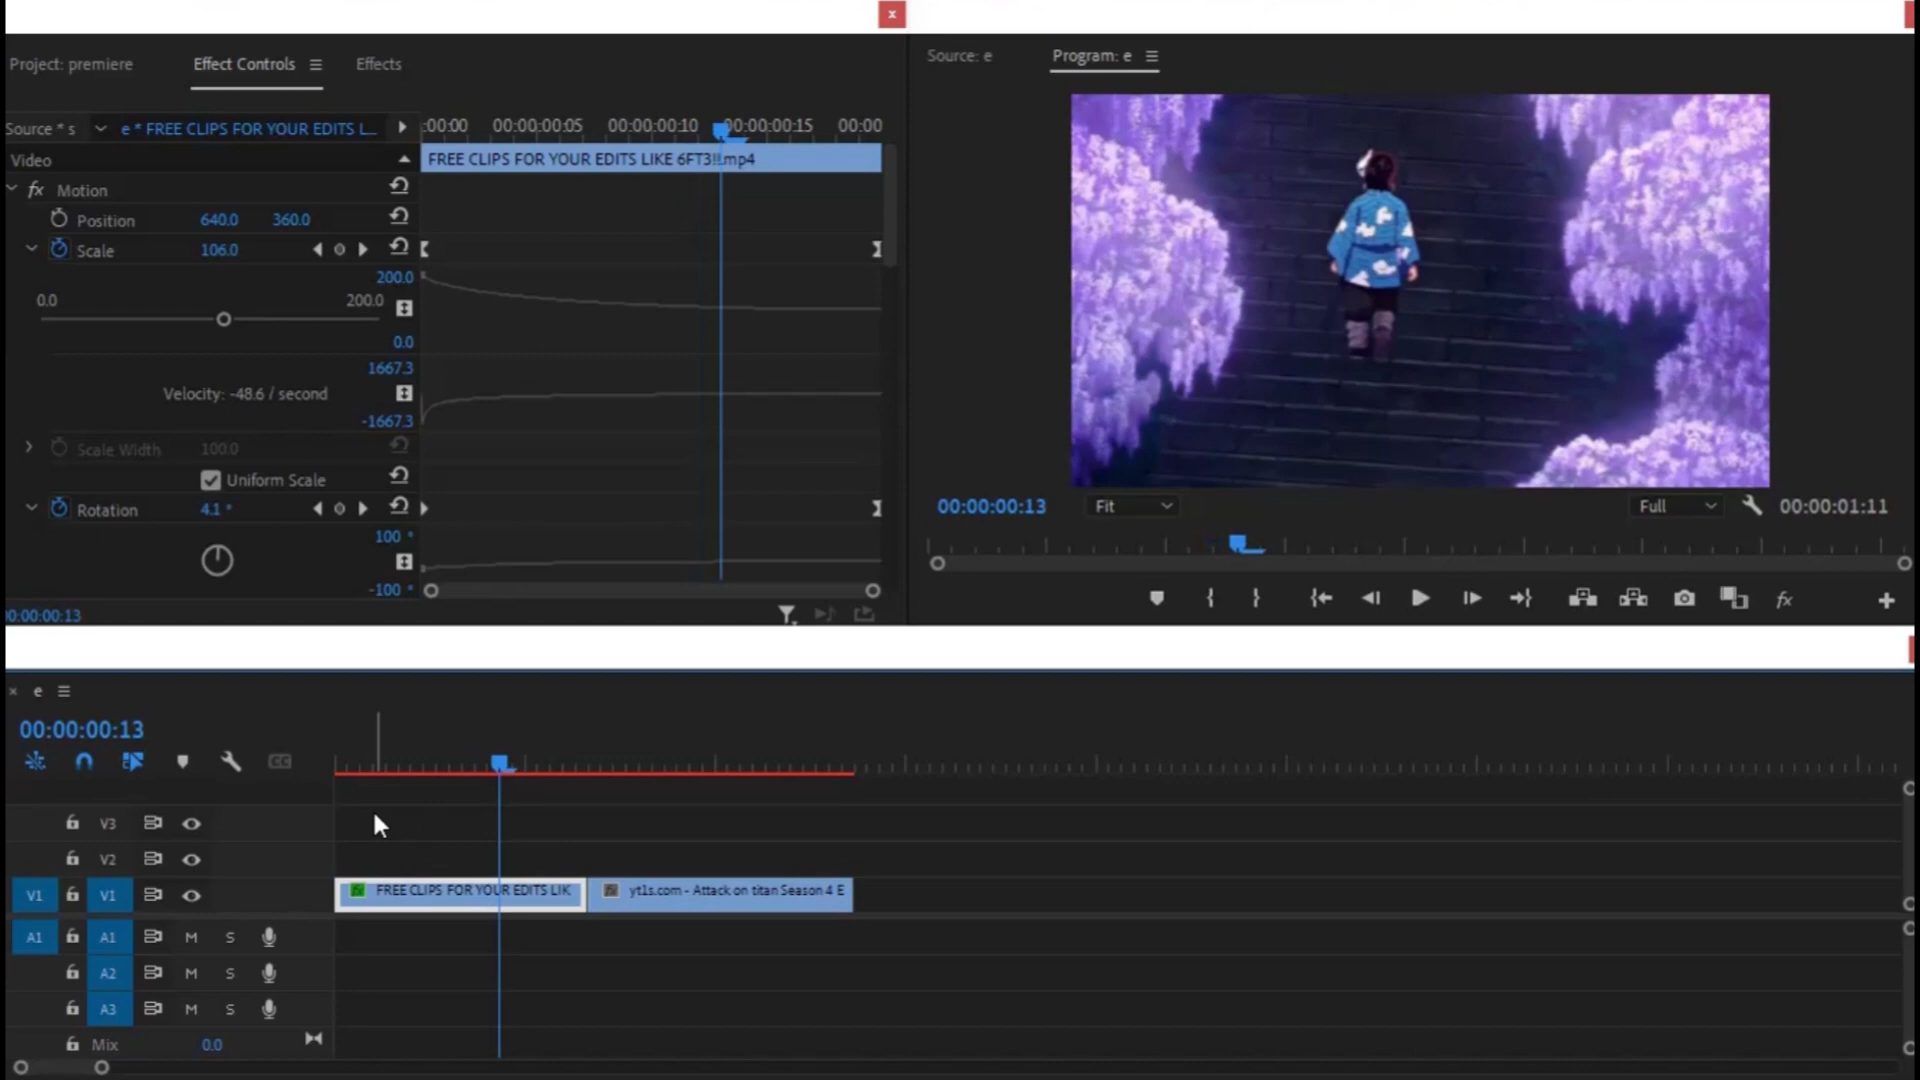 x
Project: premiere
Effect Controls
Effects
Source: e
Program: e
Source * s
e * FREE CLIPS FOR YOUR EDITS L...
:00:00
00:00:00:05
00:00:00:10
00:00:00:15
00:00
Video
FREE CLIPS FOR YOUR EDITS LIKE 6FT3!!.mp4
fx Motion
Position 640.0 360.0
Scale 106.0
200.0
0.0 200.0
0.0
1667.3
Velocity: -48.6 / second
-1667.3
Scale Width 100.0
Uniform Scale
Rotation 4.1 °
100 °
-100 °
00:00:00:13
00:00:00:13
Fit
Full
00:00:01:11
fx
× e
00:00:00:13
CC
V3
V2
V1 V1
fx FREE CLIPS FOR YOUR EDITS LIK
fx yt1s.com - Attack on titan Season 4 E
A1 A1 M S
A2 M S
A3 M S
Mix 0.0